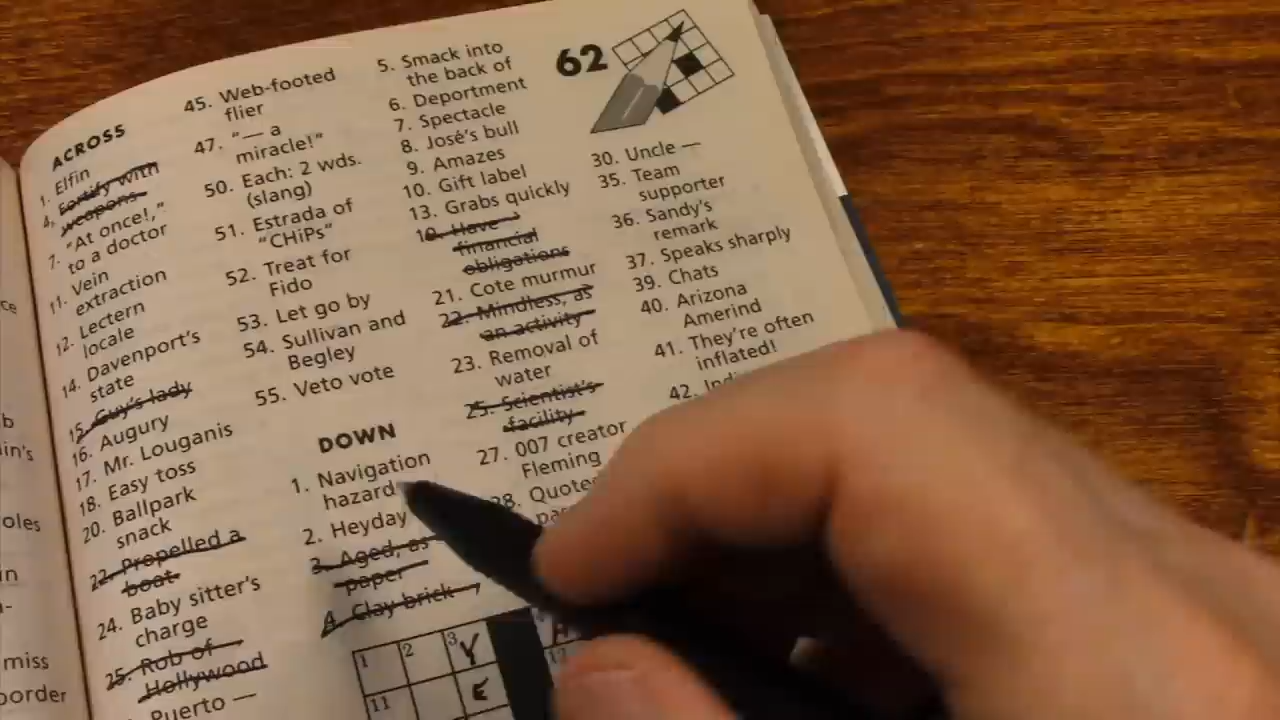 ACROSS
1. Elfin
4. Fortify with
weapons
7. "At once!,"
to a doctor
11. Vein
extraction
12. Lectern
locale
14. Davenport's
state
15. Guy's lady
16. Augury
17. Mr. Louganis
18. Easy toss
20. Ballpark
snack
22. Propelled a
boat
24. Baby sitter's
charge
25. Rob of
Hollywood
Puerto —
45. Web-footed
flier
47. "— a
miracle!"
50. Each: 2 wds.
(slang)
51. Estrada of
"CHiPs"
52. Treat for
Fido
53. Let go by
54. Sullivan and
Begley
55. Veto vote
DOWN
1. Navigation
hazard
2. Heyday
3. Aged, as
paper
4. Clay brick
5. Smack into
the back of
6. Deportment
7. Spectacle
8. José's bull
9. Amazes
10. Gift label
13. Grabs quickly
19. Have
financial
obligations
21. Cote murmur
22. Mindless, as
an activity
23. Removal of
water
25. Scientist's
facility
27. 007 creator
Fleming
28.
62
30. Uncle —
35. Team
supporter
36. Sandy's
remark
37. Speaks sharply
39. Chats
40. Arizona
Amerind
41. They're often
inflated!
42.
1 2 3 Y
11 E
miss